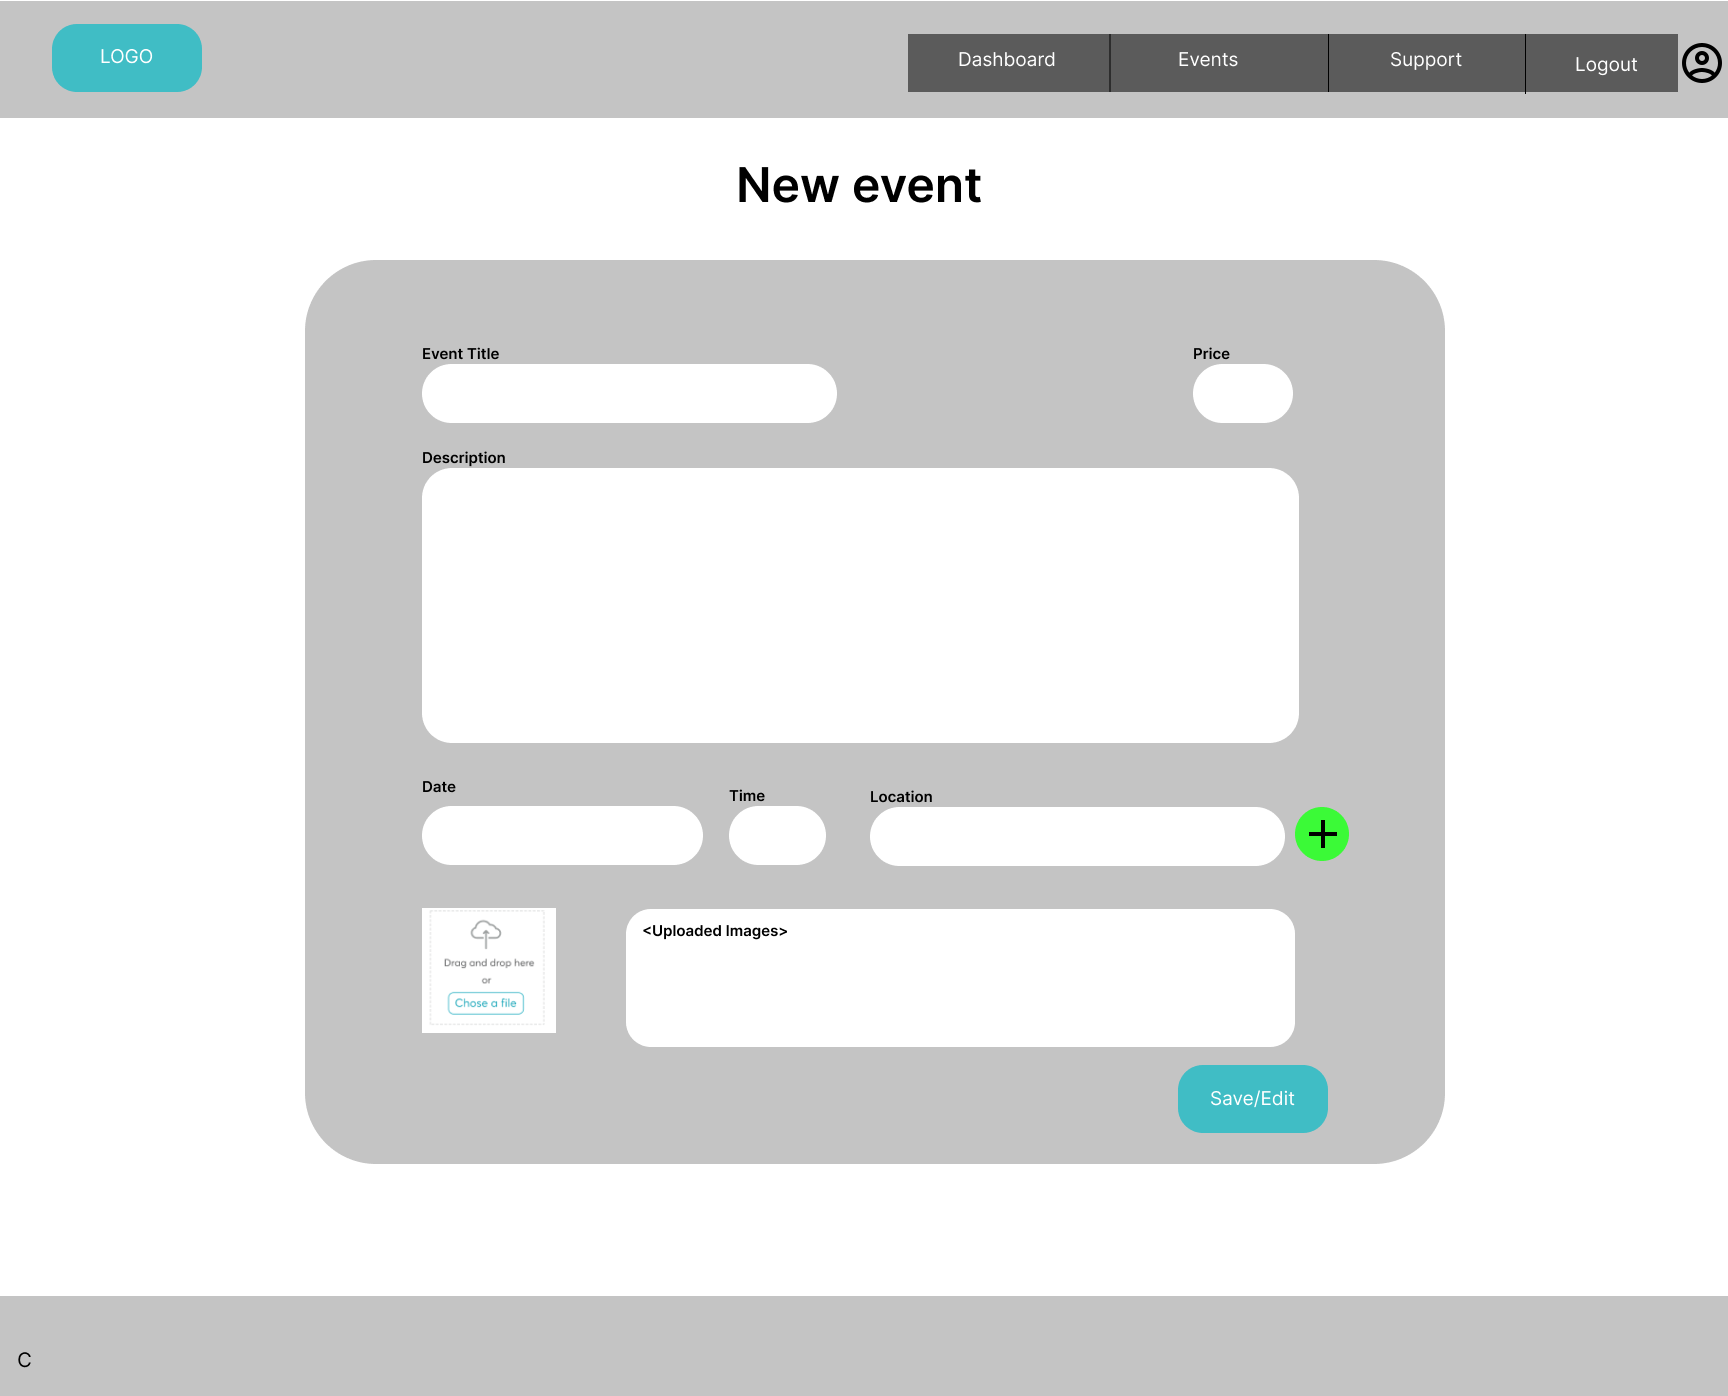 LOGO
Dashboard
Events
Support
Logout
New event
Event Title
Price
Description
Date
Time
Location
Drag and drop here
or
Chose a file
<Uploaded Images>
Save/Edit
C